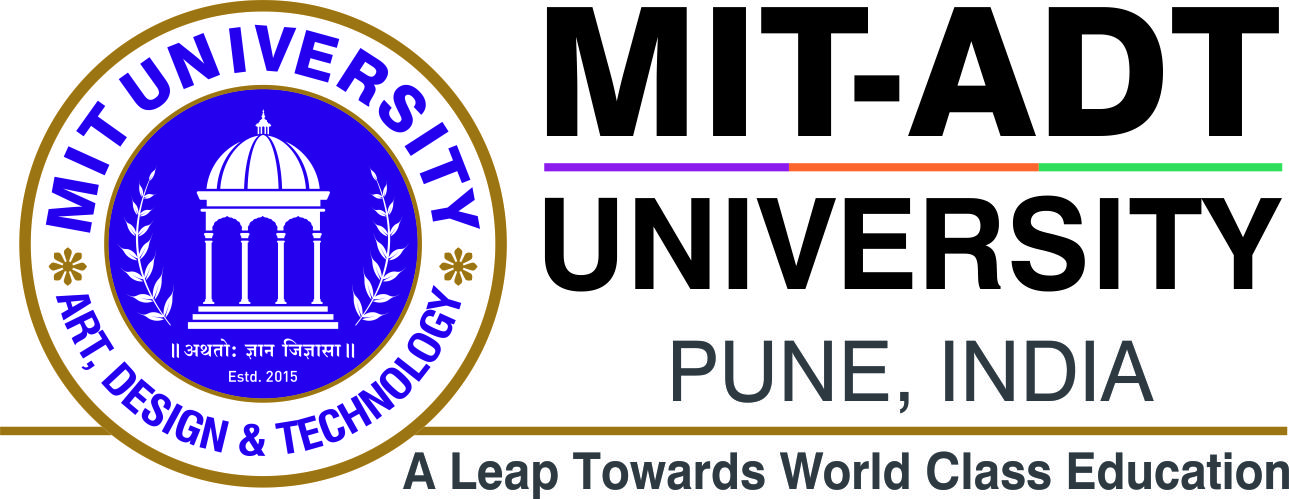 MIT UNIVERSITY
ART, DESIGN & TECHNOLOGY
॥ अथतो: ज्ञान जिज्ञासा ॥
Estd. 2015
MIT-ADT
UNIVERSITY
PUNE, INDIA
A Leap Towards World Class Education